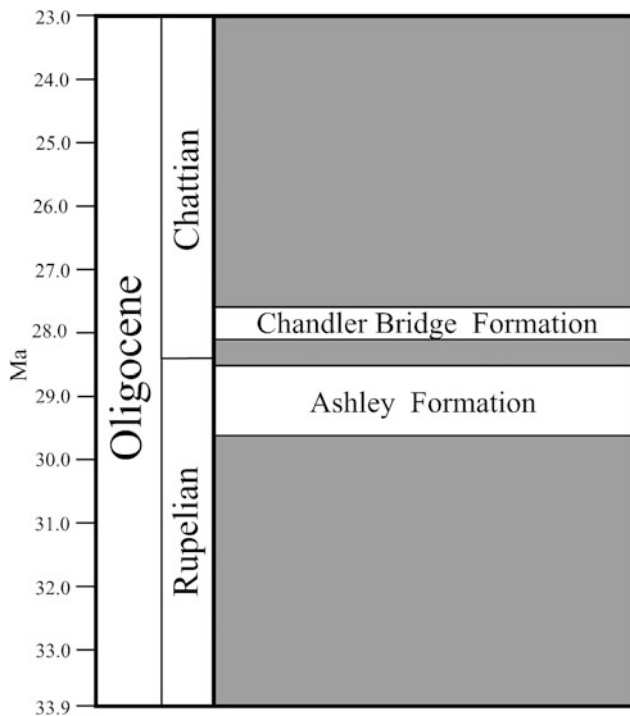 23.0
24.0
25.0
26.0
27.0
28.0
29.0
30.0
31.0
32.0
33.0
33.9
Ma
Oligocene
Chattian
Rupelian
Chandler Bridge Formation
Ashley Formation